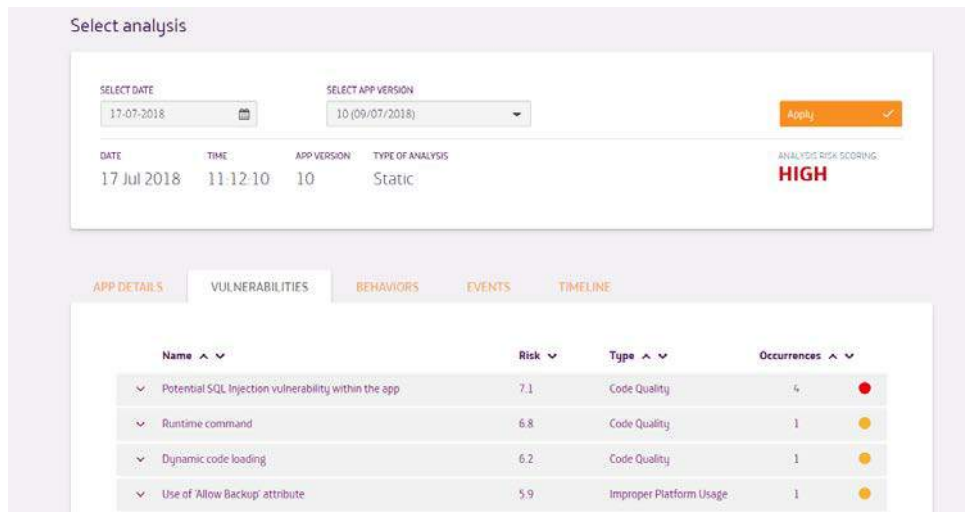 Select analysis
SELECT DATE SELECT APP VERSION
17-07-2018 10 (09/07/2018) Apply
DATE TIME APP VERSION TYPE OF ANALYSIS ANALYSIS RISK SCORING
17 Jul 2018 11:12:10 10 Static HIGH
APP DETAILS VULNERABILITIES BEHAVIORS EVENTS TIMELINE
Name Risk Type Occurrences
Potential SQL Injection vulnerability within the app 7.1 Code Quality 4
Runtime command 6.8 Code Quality 1
Dynamic code loading 6.2 Code Quality 1
Use of 'Allow Backup' attribute 5.9 Improper Platform Usage 1